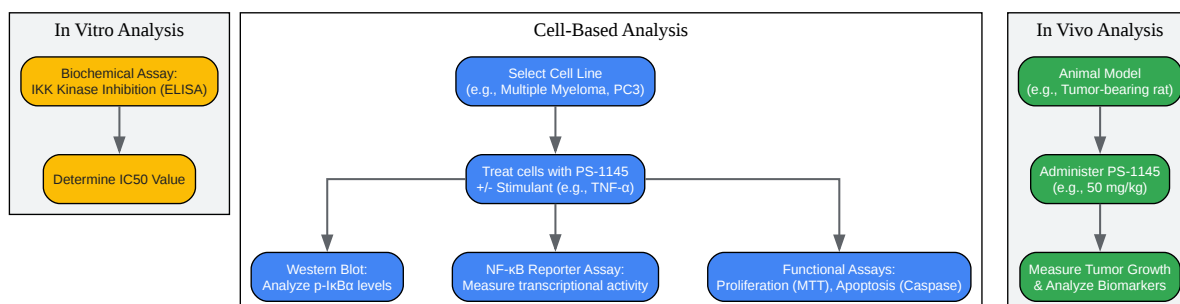 In Vitro Analysis
Biochemical Assay:
IKK Kinase Inhibition (ELISA)
Determine IC50 Value
Cell-Based Analysis
Select Cell Line
(e.g., Multiple Myeloma, PC3)
Treat cells with PS-1145
+/- Stimulant (e.g., TNF-α)
Western Blot:
Analyze p-IκBα levels
NF-κB Reporter Assay:
Measure transcriptional activity
Functional Assays:
Proliferation (MTT), Apoptosis (Caspase)
In Vivo Analysis
Animal Model
(e.g., Tumor-bearing rat)
Administer PS-1145
(e.g., 50 mg/kg)
Measure Tumor Growth
& Analyze Biomarkers